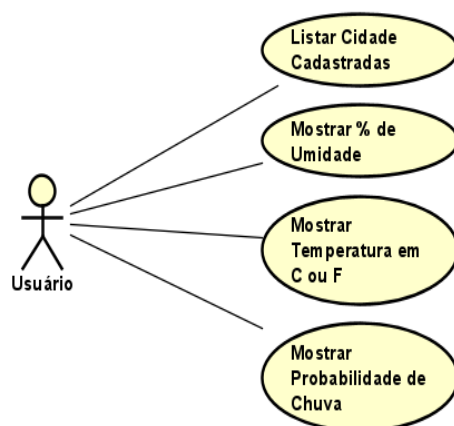 Listar Cidade
Cadastradas
Mostrar % de
Umidade
Mostrar
Temperatura em
C ou F
Usuário
Mostrar
Probabilidade de
Chuva